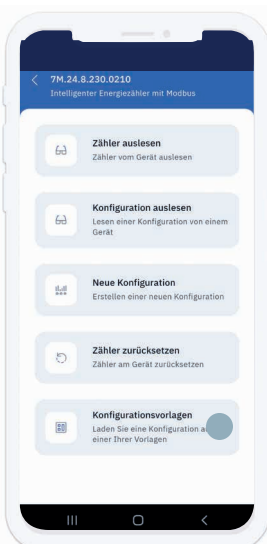 7M.24.8.230.0210
Intelligenter Energiezähler mit Modbus
Zähler auslesen
Zähler vom Gerät auslesen
Konfiguration auslesen
Lesen einer Konfiguration von einem
Gerät
Neue Konfiguration
Erstellen einer neuen Konfiguration
Zähler zurücksetzen
Zähler am Gerät zurücksetzen
Konfigurationsvorlagen
Laden Sie eine Konfiguration
einer Ihrer Vorlagen